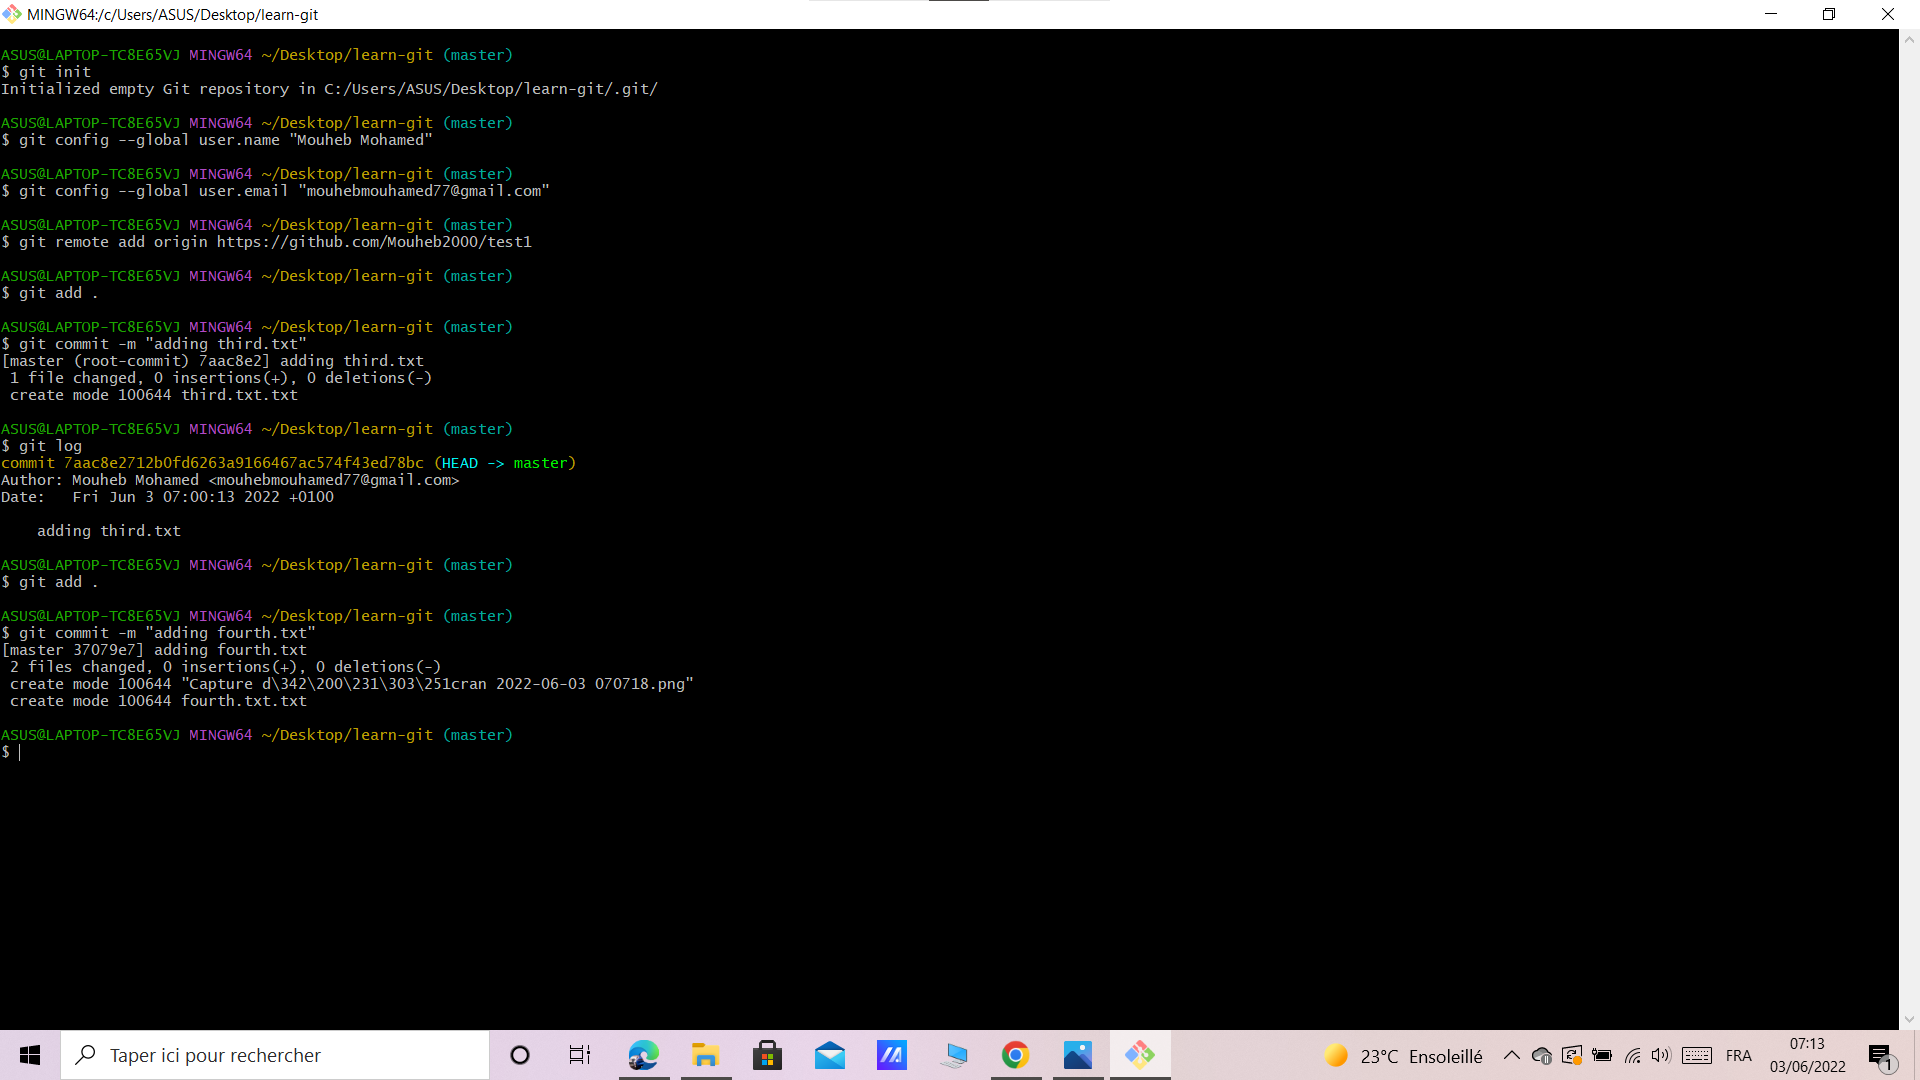 MINGW64:/c/Users/ASUS/Desktop/learn-git
ASUS@LAPTOP-TC8E65VJ MINGW64 ~/Desktop/learn-git (master)
$ git init
Initialized empty Git repository in C:/Users/ASUS/Desktop/learn-git/.git/
ASUS@LAPTOP-TC8E65VJ MINGW64 ~/Desktop/learn-git (master)
$ git config --global user.name "Mouheb Mohamed"
ASUS@LAPTOP-TC8E65VJ MINGW64 ~/Desktop/learn-git (master)
$ git config --global user.email "mouhebmouhamed77@gmail.com"
ASUS@LAPTOP-TC8E65VJ MINGW64 ~/Desktop/learn-git (master)
$ git remote add origin https://github.com/Mouheb2000/test1
ASUS@LAPTOP-TC8E65VJ MINGW64 ~/Desktop/learn-git (master)
$ git add .
ASUS@LAPTOP-TC8E65VJ MINGW64 ~/Desktop/learn-git (master)
$ git commit -m "adding third.txt"
[master (root-commit) 7aac8e2] adding third.txt
1 file changed, 0 insertions(+), 0 deletions(-)
create mode 100644 third.txt.txt
ASUS@LAPTOP-TC8E65VJ MINGW64 ~/Desktop/learn-git (master)
$ git log
commit 7aac8e2712b0fd6263a9166467ac574f43ed78bc (HEAD -> master)
Author: Mouheb Mohamed <mouhebmouhamed77@gmail.com>
Date:   Fri Jun 3 07:00:13 2022 +0100
adding third.txt
ASUS@LAPTOP-TC8E65VJ MINGW64 ~/Desktop/learn-git (master)
$ git add .
ASUS@LAPTOP-TC8E65VJ MINGW64 ~/Desktop/learn-git (master)
$ git commit -m "adding fourth.txt"
[master 37079e7] adding fourth.txt
2 files changed, 0 insertions(+), 0 deletions(-)
create mode 100644 "Capture d\342\200\231\303\251cran 2022-06-03 070718.png"
create mode 100644 fourth.txt.txt
ASUS@LAPTOP-TC8E65VJ MINGW64 ~/Desktop/learn-git (master)
$
Taper ici pour rechercher
23°C Ensoleillé
FRA
07:13
03/06/2022
1